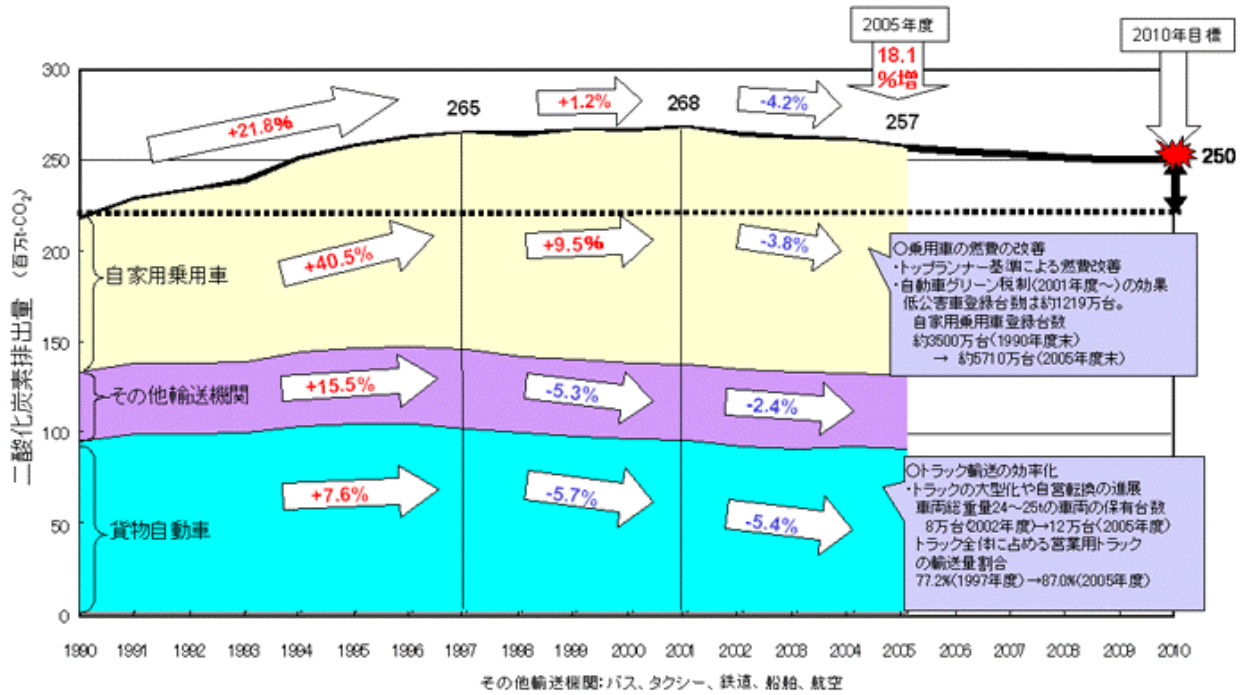 2005年度
18.1
%増
2010年目標
二酸化炭素排出量 (百万t-CO₂)
300
250
200
150
100
50
0
+21.8%
265
+1.2%
268
-4.2%
257
250
自家用乗用車
+40.5%
+9.5%
-3.8%
その他輸送機関
+15.5%
-5.3%
-2.4%
貨物自動車
+7.6%
-5.7%
-5.4%
○乗用車の燃費の改善
・トップランナー基準による燃費改善
・自動車グリーン税制(2001年度~)の効果
低公害車登録台数は約1219万台。
自家用乗用車登録台数
約3500万台(1990年度末)
→ 約5710万台(2005年度末)
○トラック輸送の効率化
・トラックの大型化や自営転換の進展
車両総重量24~25tの車両の保有台数
8万台(2002年度)→12万台(2005年度)
トラック全体に占める営業用トラック
の輸送量割合
77.2%(1997年度)→87.0%(2005年度)
1990 1991 1992 1993 1994 1995 1996 1997 1998 1999 2000 2001 2002 2003 2004 2005 2006 2007 2008 2009 2010
その他輸送機関:バス、タクシー、鉄道、船舶、航空